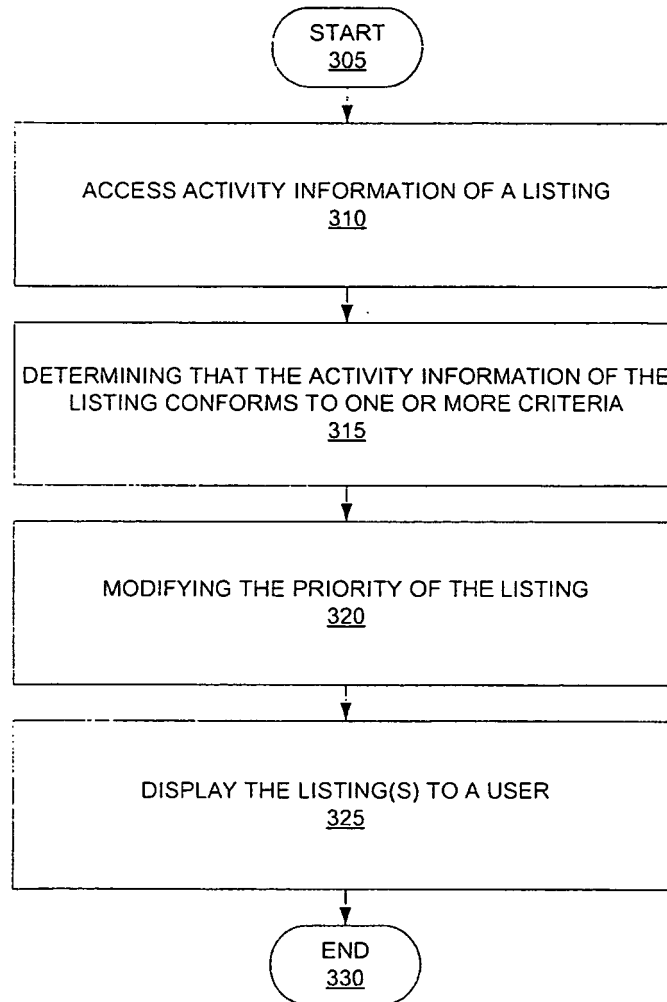 START
305
ACCESS ACTIVITY INFORMATION OF A LISTING
310
DETERMINING THAT THE ACTIVITY INFORMATION OF THE
LISTING CONFORMS TO ONE OR MORE CRITERIA
315
MODIFYING THE PRIORITY OF THE LISTING
320
DISPLAY THE LISTING(S) TO A USER
325
END
330